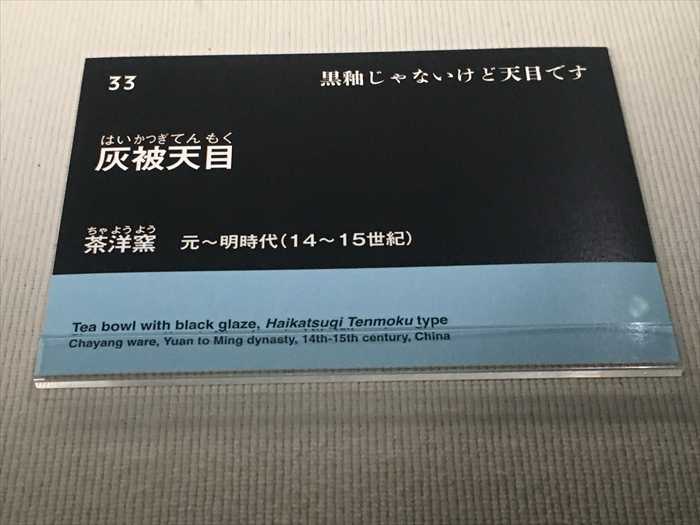 33
黒釉じゃないけど天目です
はいかつぎてんもく
灰被天目
ちゃようよう
茶洋窯 元～明時代（14～15世紀）
Tea bowl with black glaze, Haikatsugi Tenmoku type
Chayang ware, Yuan to Ming dynasty, 14th-15th century, China